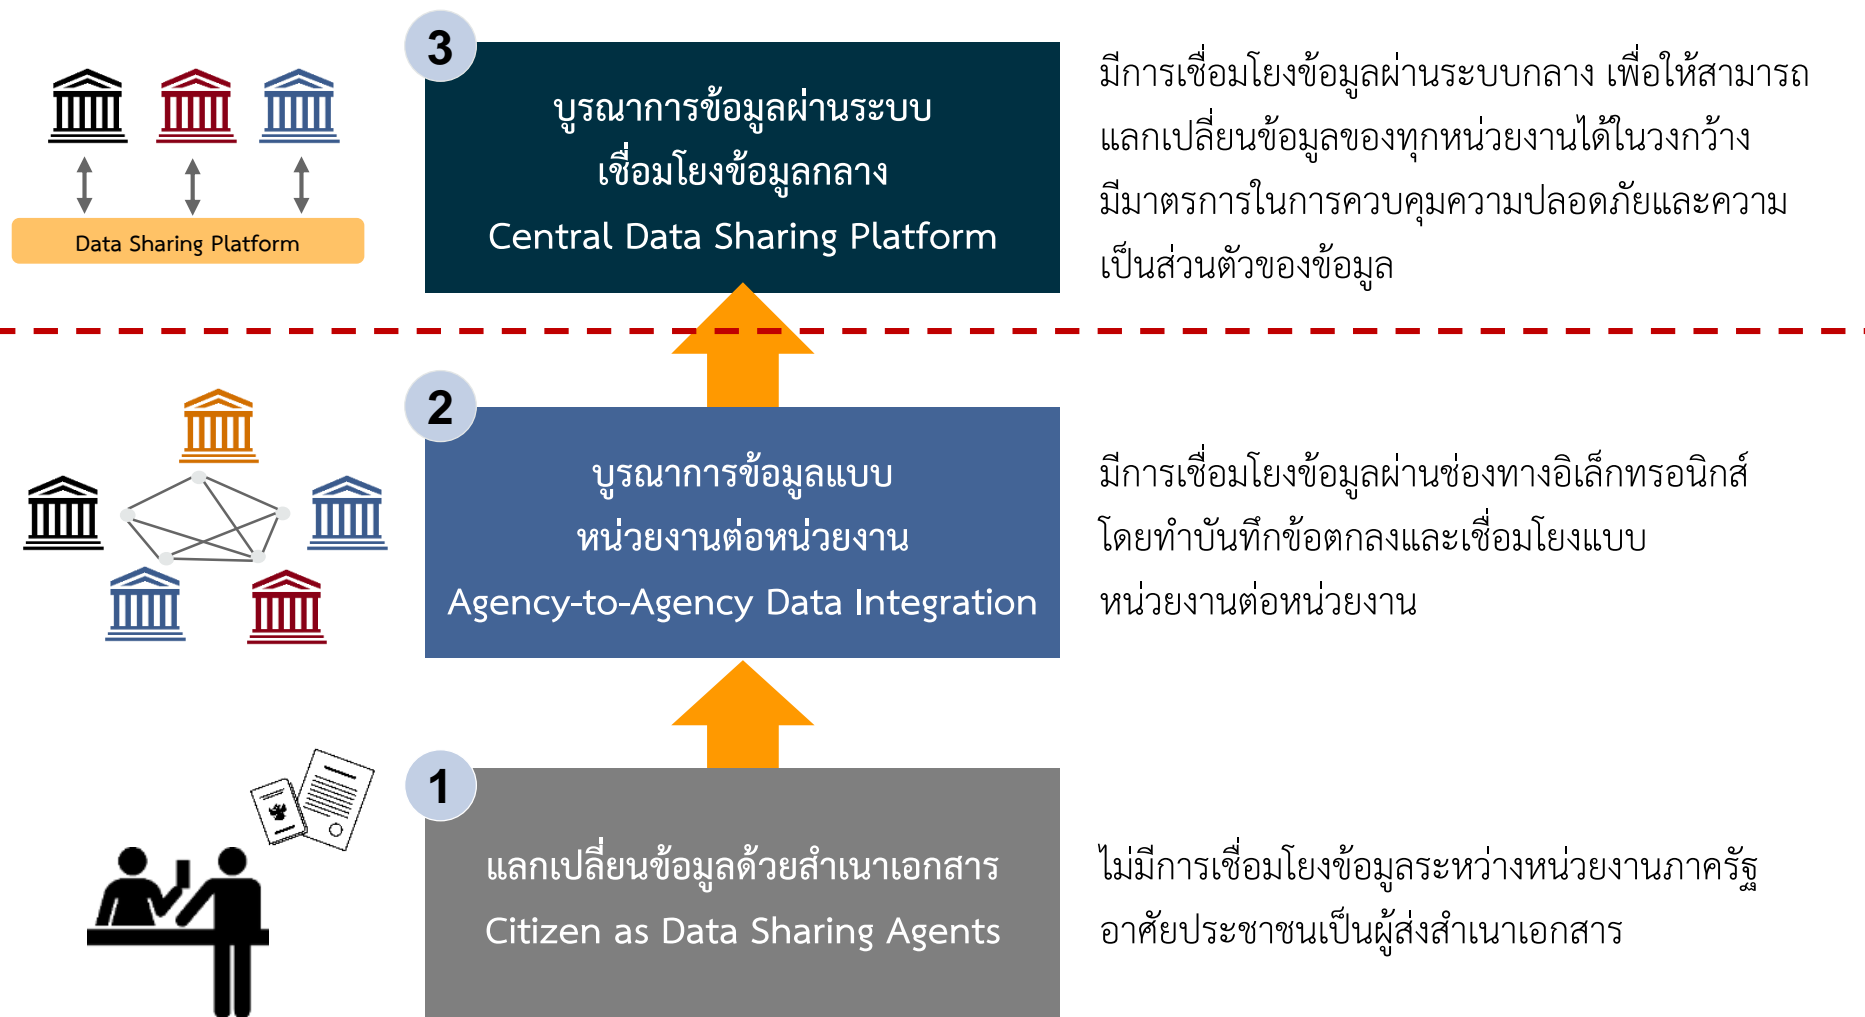 3
บูรณาการข้อมูลผ่านระบบ
เชื่อมโยงข้อมูลกลาง
Central Data Sharing Platform
Data Sharing Platform
มีการเชื่อมโยงข้อมูลผ่านระบบกลาง เพื่อให้สามารถ
แลกเปลี่ยนข้อมูลของทุกหน่วยงานได้ในวงกว้าง
มีมาตรการในการควบคุมความปลอดภัยและความ
เป็นส่วนตัวของข้อมูล
2
บูรณาการข้อมูลแบบ
หน่วยงานต่อหน่วยงาน
Agency-to-Agency Data Integration
มีการเชื่อมโยงข้อมูลผ่านช่องทางอิเล็กทรอนิกส์
โดยทำบันทึกข้อตกลงและเชื่อมโยงแบบ
หน่วยงานต่อหน่วยงาน
1
แลกเปลี่ยนข้อมูลด้วยสำเนาเอกสาร
Citizen as Data Sharing Agents
ไม่มีการเชื่อมโยงข้อมูลระหว่างหน่วยงานภาครัฐ
อาศัยประชาชนเป็นผู้ส่งสำเนาเอกสาร